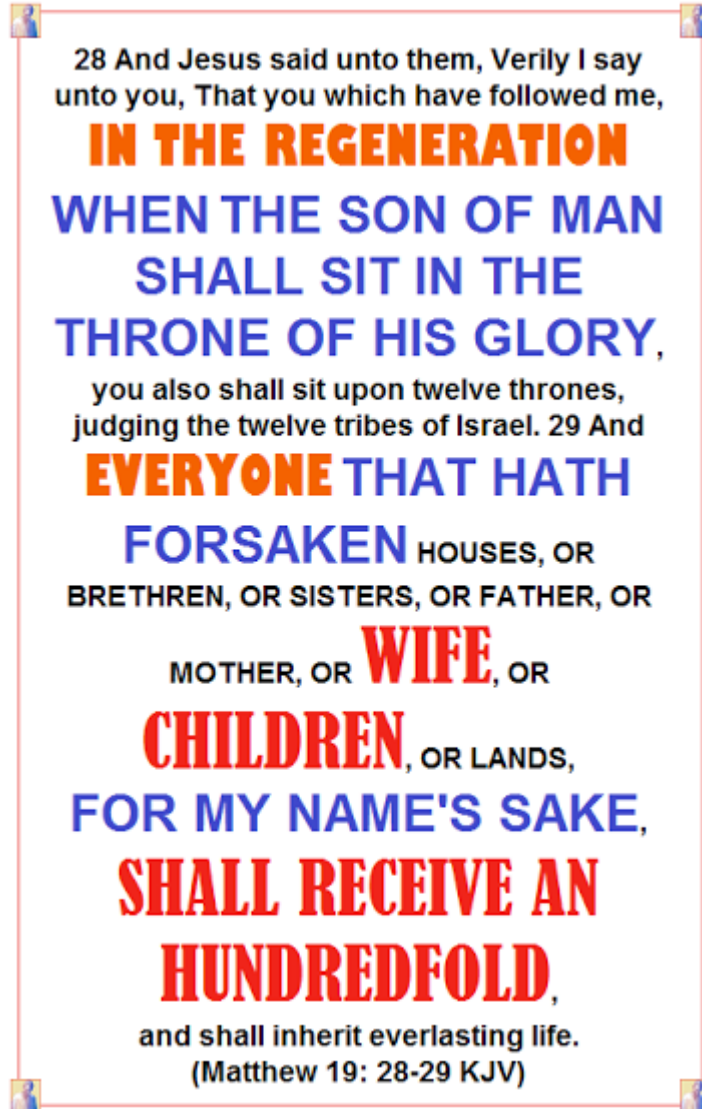 28 And Jesus said unto them, Verily I say
unto you, That you which have followed me,
IN THE REGENERATION
WHEN THE SON OF MAN
SHALL SIT IN THE
THRONE OF HIS GLORY,
you also shall sit upon twelve thrones,
judging the twelve tribes of Israel. 29 And
EVERYONE THAT HATH
FORSAKEN HOUSES, OR
BRETHREN, OR SISTERS, OR FATHER, OR
MOTHER, OR WIFE, OR
CHILDREN, OR LANDS,
FOR MY NAME'S SAKE,
SHALL RECEIVE AN
HUNDREDFOLD,
and shall inherit everlasting life.
(Matthew 19: 28-29 KJV)